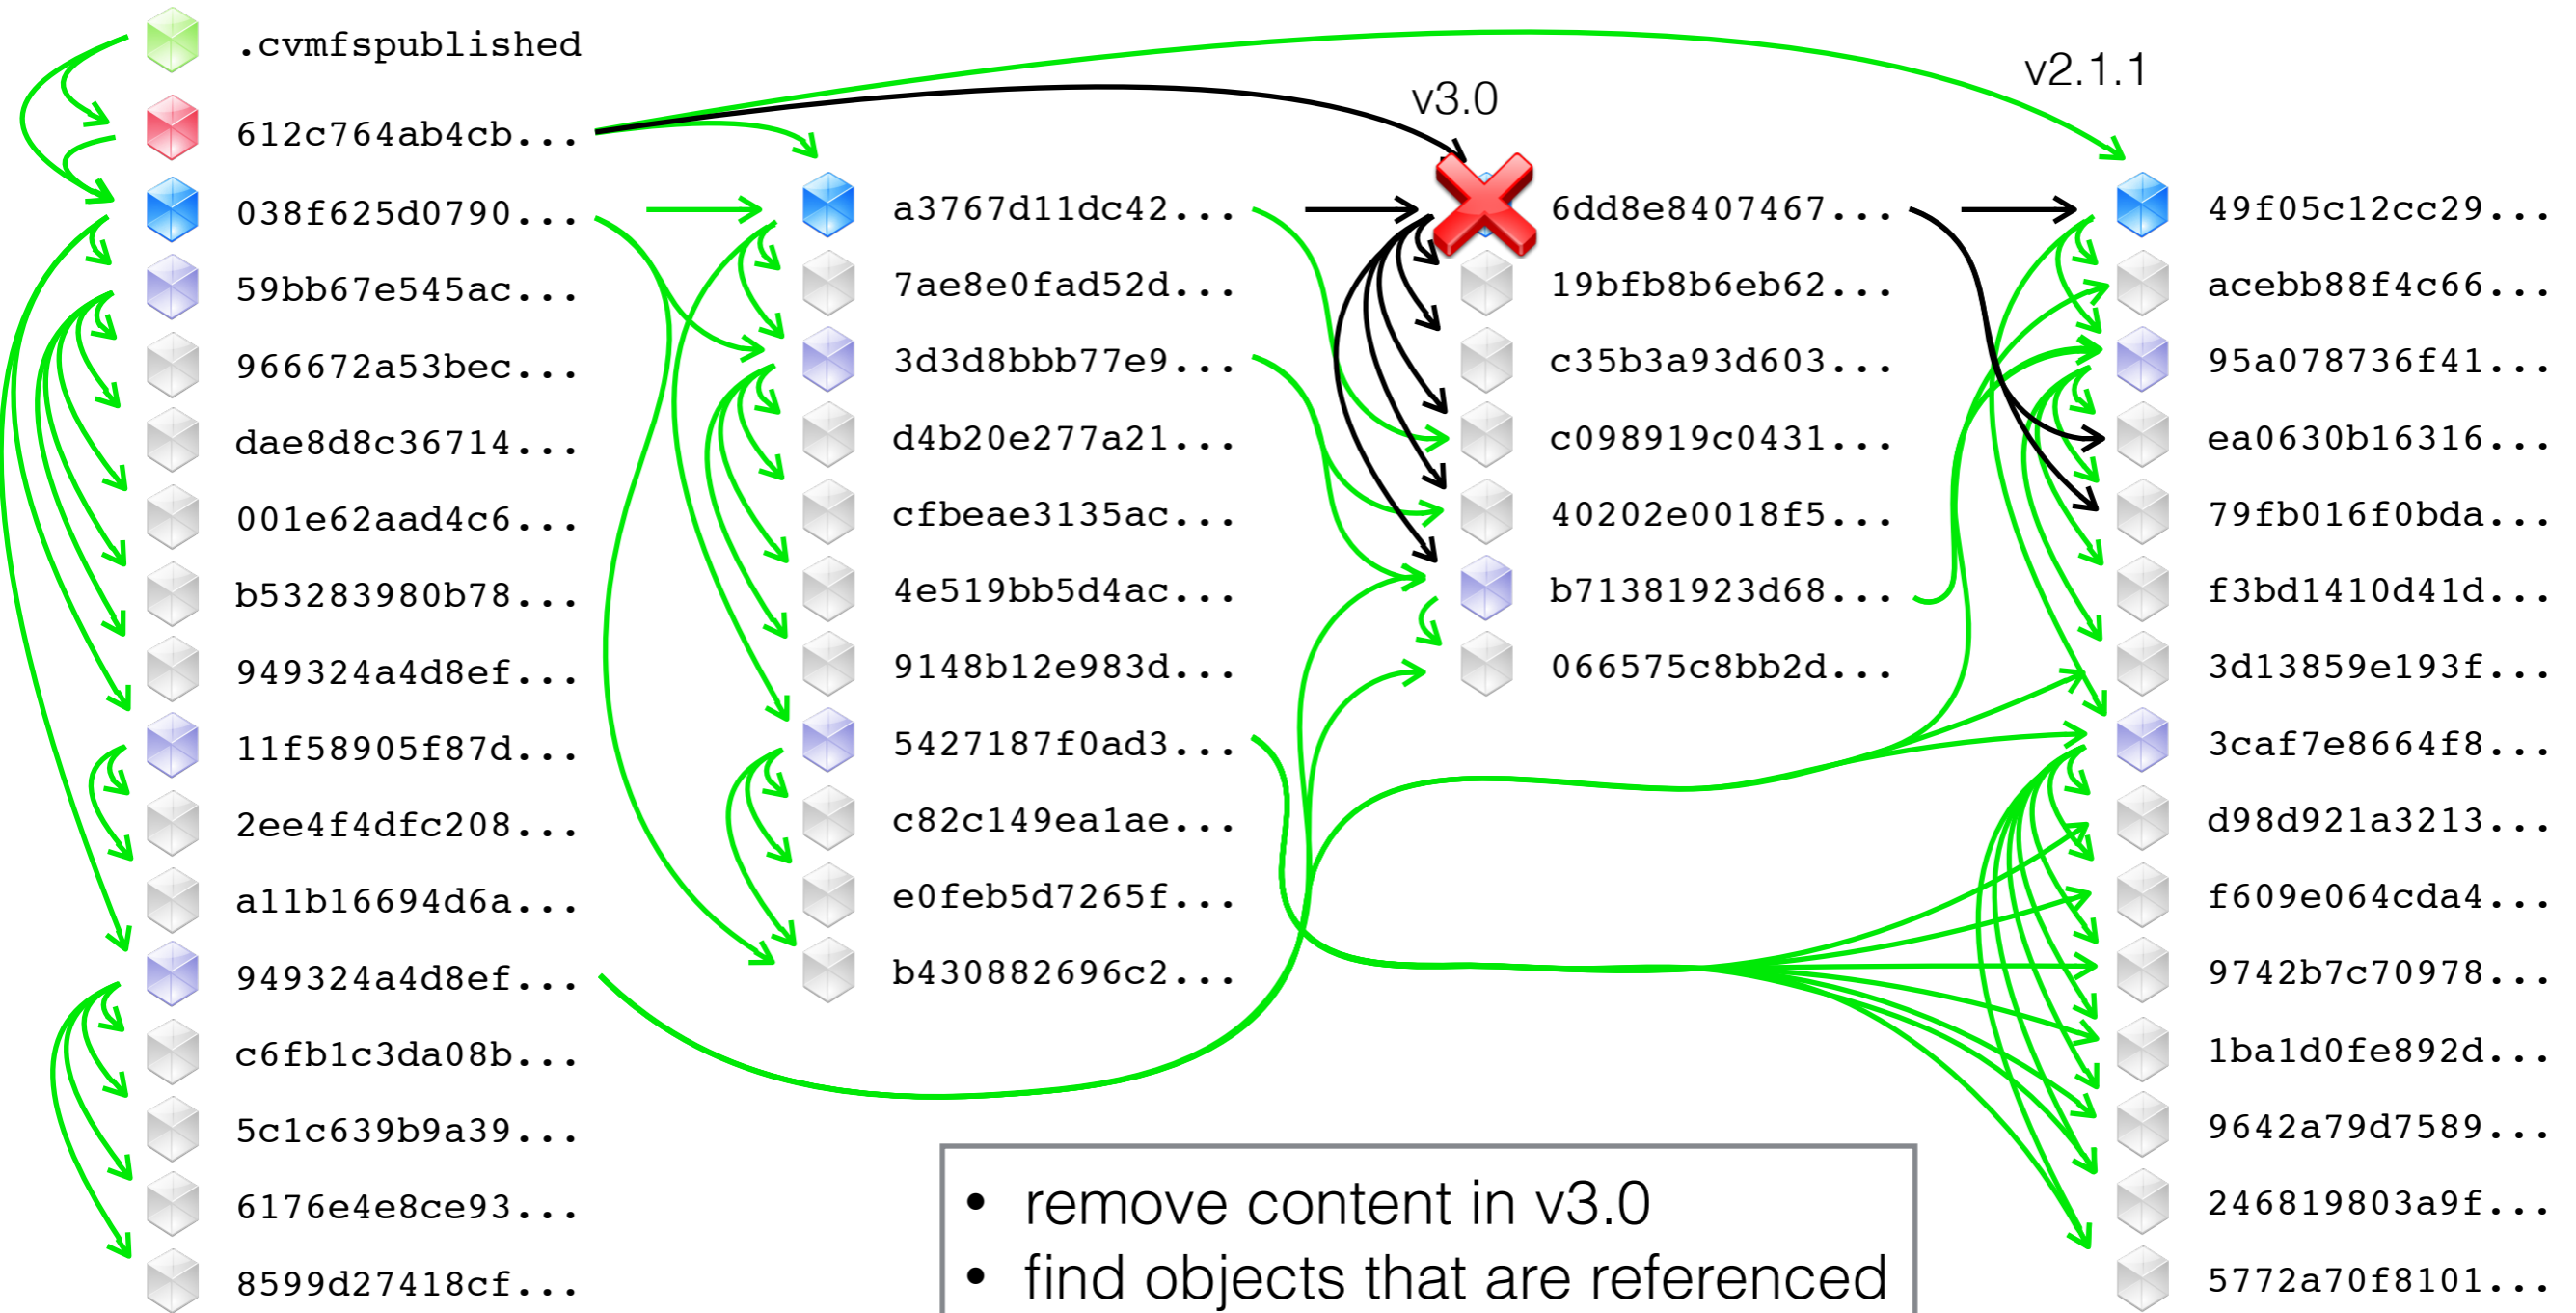 .cvmfspublished
612c764ab4cb...
038f625d0790...
59bb67e545ac...
966672a53bec...
dae8d8c36714...
001e62aad4c6...
b53283980b78...
949324a4d8ef...
11f58905f87d...
2ee4f4dfc208...
a11b16694d6a...
949324a4d8ef...
c6fb1c3da08b...
5c1c639b9a39...
6176e4e8ce93...
8599d27418cf...
a3767d11dc42...
7ae8e0fad52d...
3d3d8bbb77e9...
d4b20e277a21...
cfbeae3135ac...
4e519bb5d4ac...
9148b12e983d...
5427187f0ad3...
c82c149ea1ae...
e0feb5d7265f...
b430882696c2...
v3.0
6dd8e8407467...
19bfb8b6eb62...
c35b3a93d603...
c098919c0431...
40202e0018f5...
b71381923d68...
066575c8bb2d...
v2.1.1
49f05c12cc29...
acebb88f4c66...
95a078736f41...
ea0630b16316...
79fb016f0bda...
f3bd1410d41d...
3d13859e193f...
3caf7e8664f8...
d98d921a3213...
f609e064cda4...
9742b7c70978...
1ba1d0fe892d...
9642a79d7589...
246819803a9f...
5772a70f8101...
• remove content in v3.0
• find objects that are referenced